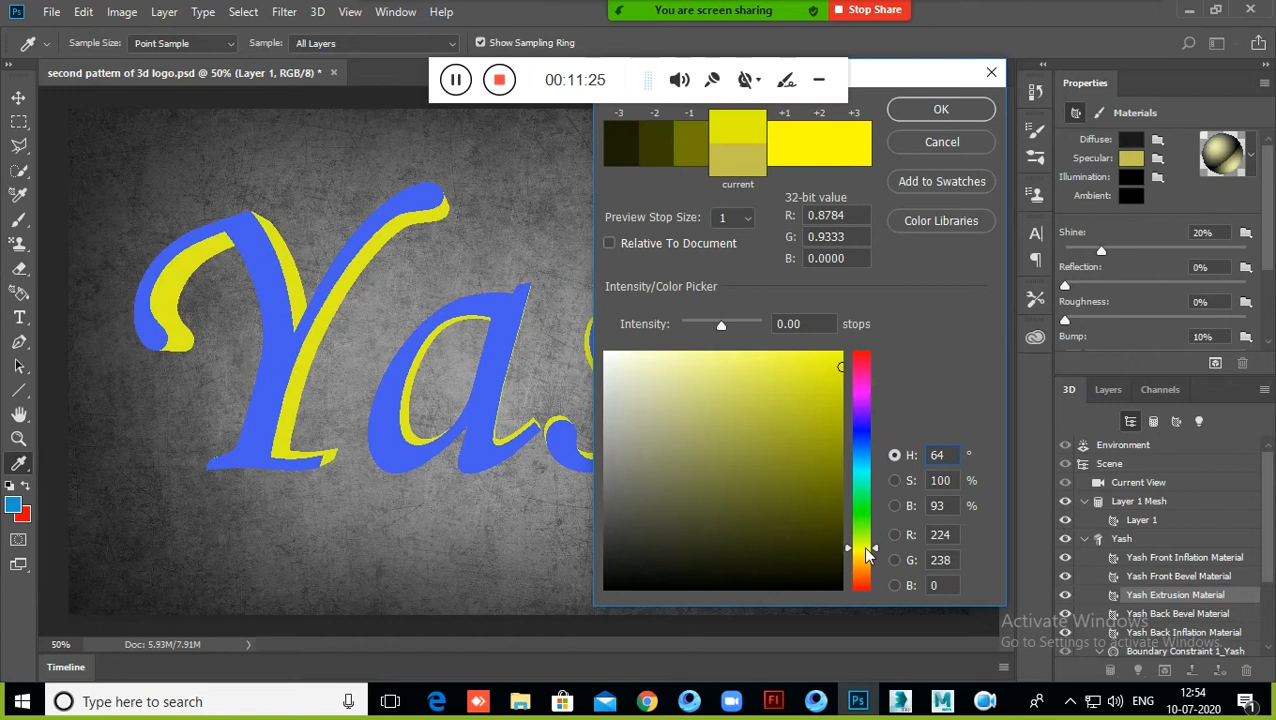 Ps File Edit Image Layer Type Select Filter 3D View Window Help
You are screen sharing
Stop Share
Sample Size: Point Sample Sample: All Layers Show Sampling Ring
second pattern of 3d logo.psd @ 50% (Layer 1, RGB/8) * ×
00:11:25
-3 -2 -1 +1 +2 +3
current
OK
Cancel
Add to Swatches
Color Libraries
32-bit value
R: 0.8784
G: 0.9333
B: 0.0000
Preview Stop Size: 1
Relative To Document
Intensity/Color Picker
Intensity: 0.00 stops
H: 64 °
S: 100 %
B: 93 %
R: 224
G: 238
B: 0
Yas
Properties
Materials
Diffuse:
Specular:
Illumination:
Ambient:
Shine: 20%
Reflection: 0%
Roughness: 0%
Bump: 10%
3D Layers Channels
Environment
Scene
Current View
Layer 1 Mesh
Layer 1
Yash
Yash Front Inflation Material
Yash Front Bevel Material
Yash Extrusion Material
Yash Back Bevel Material
Yash Back Inflation Material
Boundary Constraint 1_Yash
Activate Windows
Go to Settings to activate Windows.
50% Doc: 5.93M/7.91M
Timeline
Type here to search
ENG
12:54
10-07-2020
1